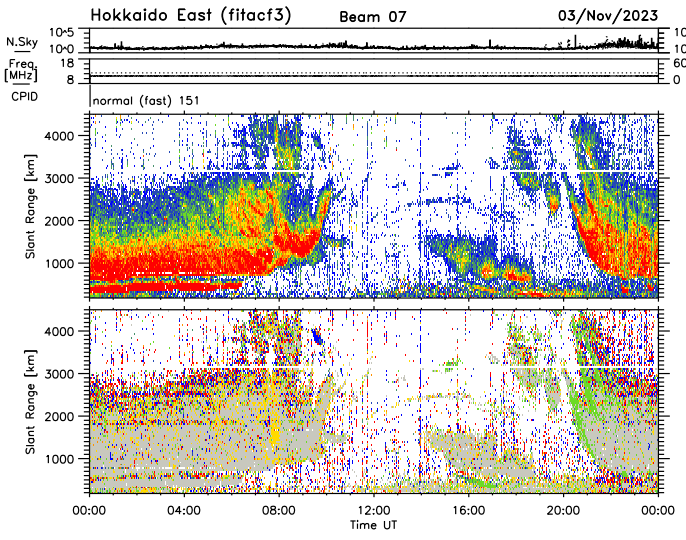 Hokkaido East (fitacf3) Beam 07 03/Nov/2023
N.Sky 10^5 10^0 10 10
Freq. [MHz] 18 8 60 0
CPID normal (fast) 151
Slant Range [km] 4000 3000 2000 1000
Slant Range [km] 4000 3000 2000 1000
00:00 04:00 08:00 12:00 16:00 20:00 00:00
Time UT